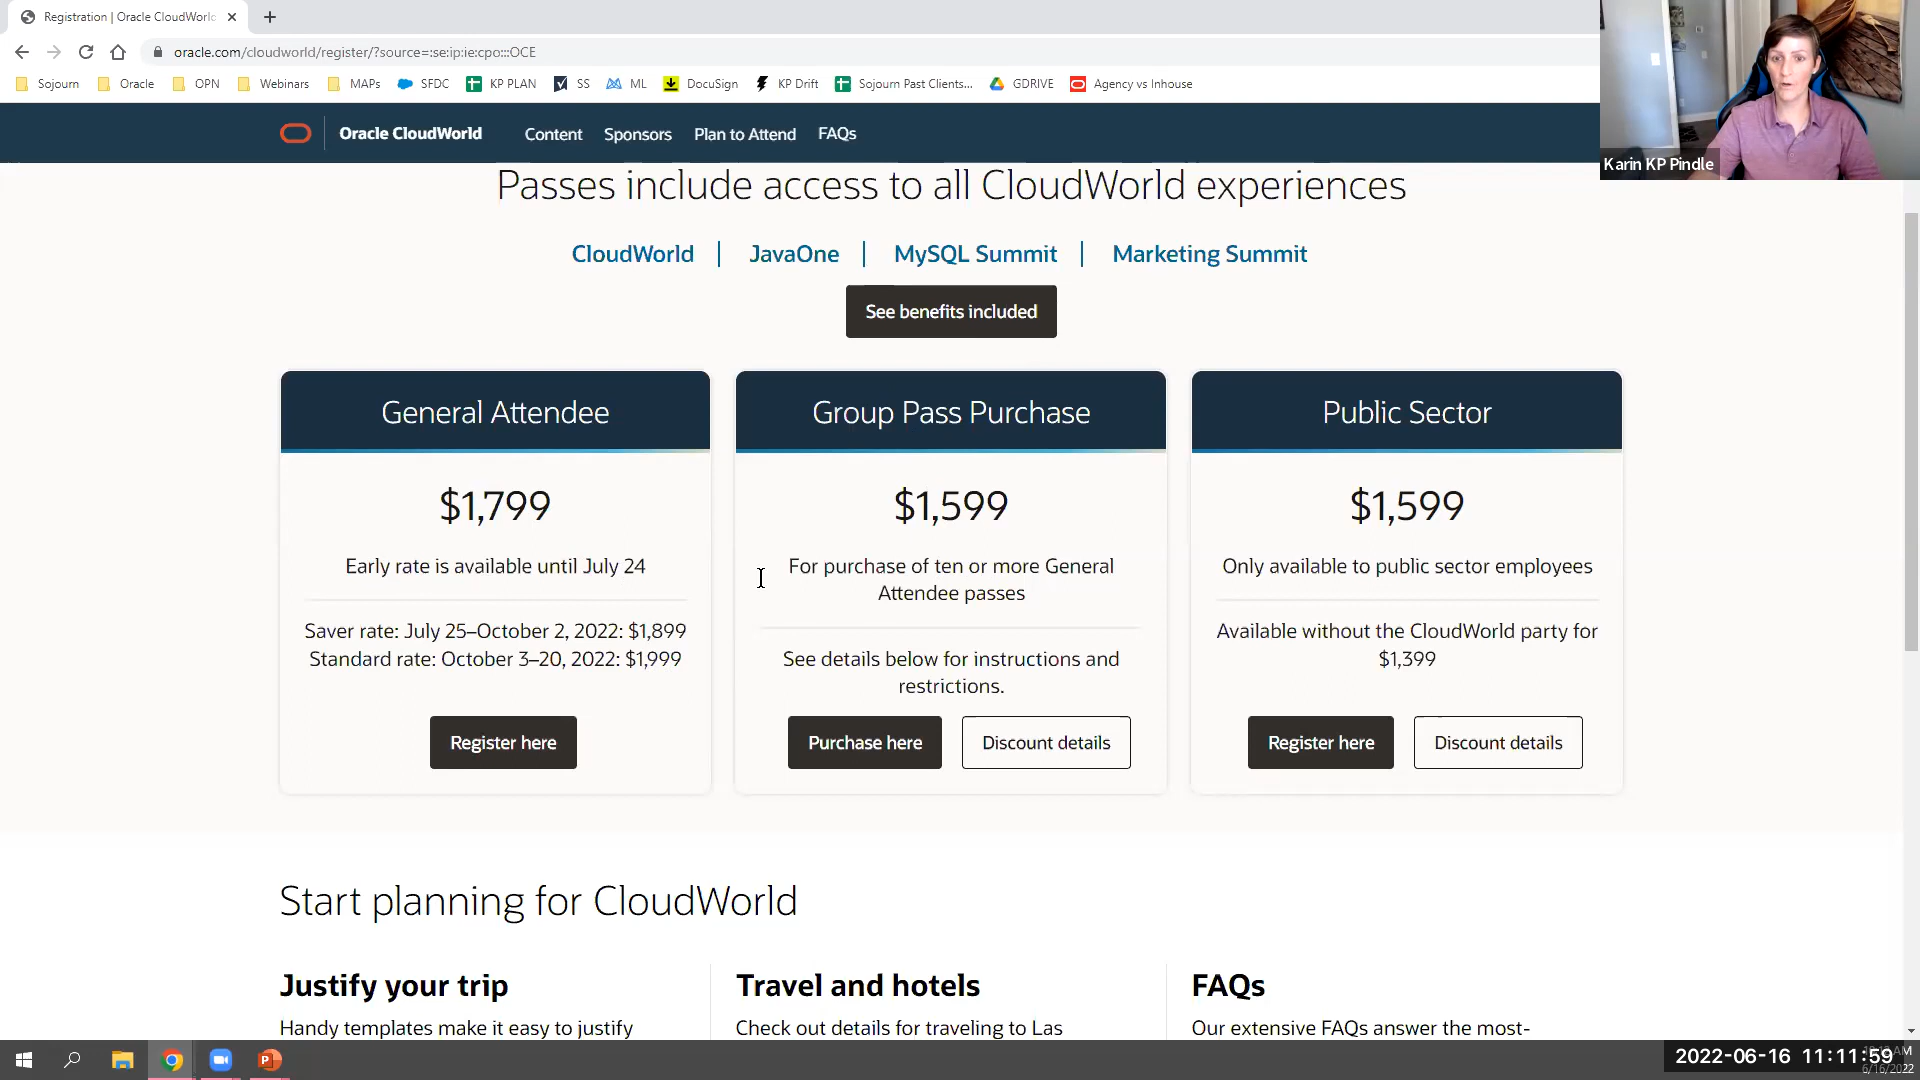 Registration | Oracle CloudWorld
oracle.com/cloudworld/register/?source=:se:ip:ie:cpo:::OCE
Sojourn
Oracle
OPN
Webinars
MAPs
SFDC
KP PLAN
SS
ML
DocuSign
KP Drift
Sojourn Past Clients...
GDRIVE
Agency vs Inhouse
Karin KP Pindle
Oracle CloudWorld
Content
Sponsors
Plan to Attend
FAQs
Passes include access to all CloudWorld experiences
CloudWorld | JavaOne | MySQL Summit | Marketing Summit
See benefits included
General Attendee
$1,799
Early rate is available until July 24
Saver rate: July 25–October 2, 2022: $1,899
Standard rate: October 3–20, 2022: $1,999
Register here
Group Pass Purchase
$1,599
For purchase of ten or more General
Attendee passes
See details below for instructions and
restrictions.
Purchase here
Discount details
Public Sector
$1,599
Only available to public sector employees
Available without the CloudWorld party for
$1,399
Register here
Discount details
Start planning for CloudWorld
Justify your trip
Handy templates make it easy to justify
Travel and hotels
Check out details for traveling to Las
FAQs
Our extensive FAQs answer the most-
2022-06-16 11:11:59
6/16/2022